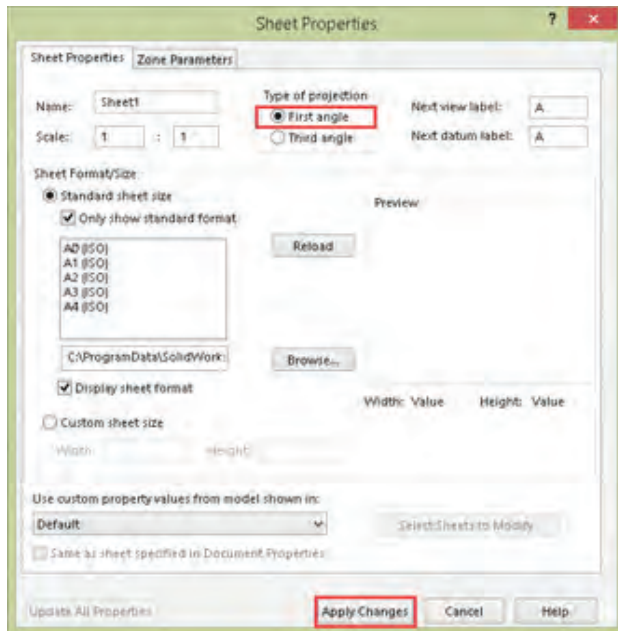 Sheet Properties
?
×
Sheet Properties
Zone Parameters
Name:
Sheet1
Scale:
1
:
1
Type of projection
First angle
Third angle
Next view label:
A
Next datum label:
A
Sheet Format/Size
Standard sheet size
Only show standard format
A0 (ISO)
A1 (ISO)
A2 (ISO)
A3 (ISO)
A4 (ISO)
Reload
C:\ProgramData\SolidWork:
Browse...
Display sheet format
Custom sheet size
Width:
Height:
Preview
Width: Value
Height: Value
Use custom property values from model shown in:
Default
Select Sheets to Modify
Same as sheet specified in Document Properties
Update All Properties
Apply Changes
Cancel
Help